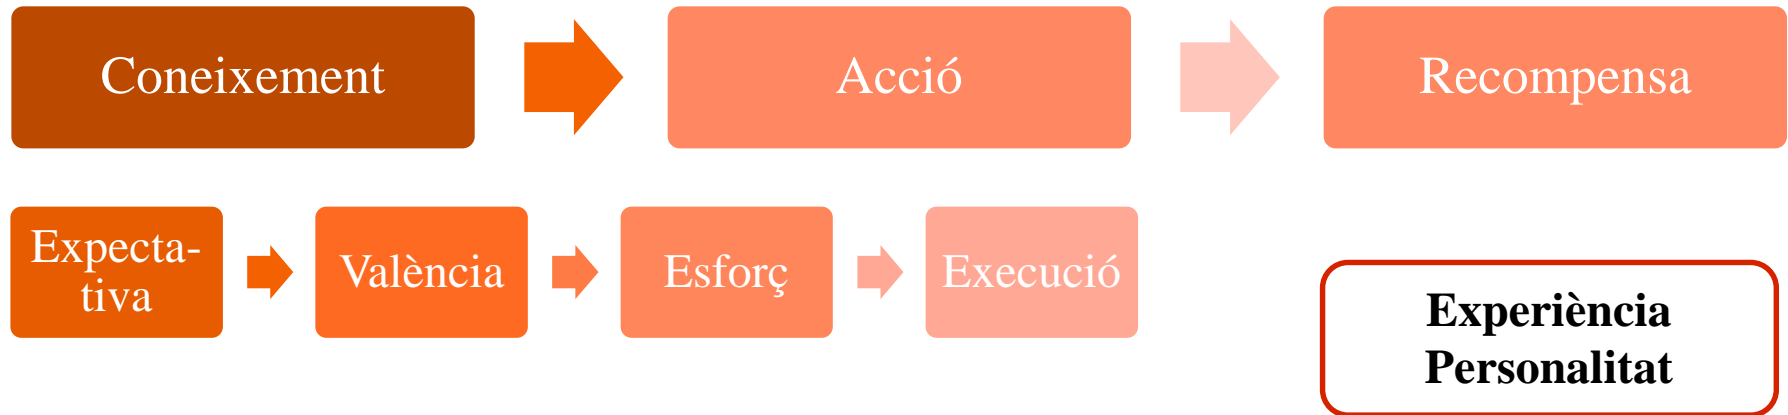 Coneixement
Acció
Recompensa
Expecta-
tiva
València
Esforç
Execució
Experiència
Personalitat